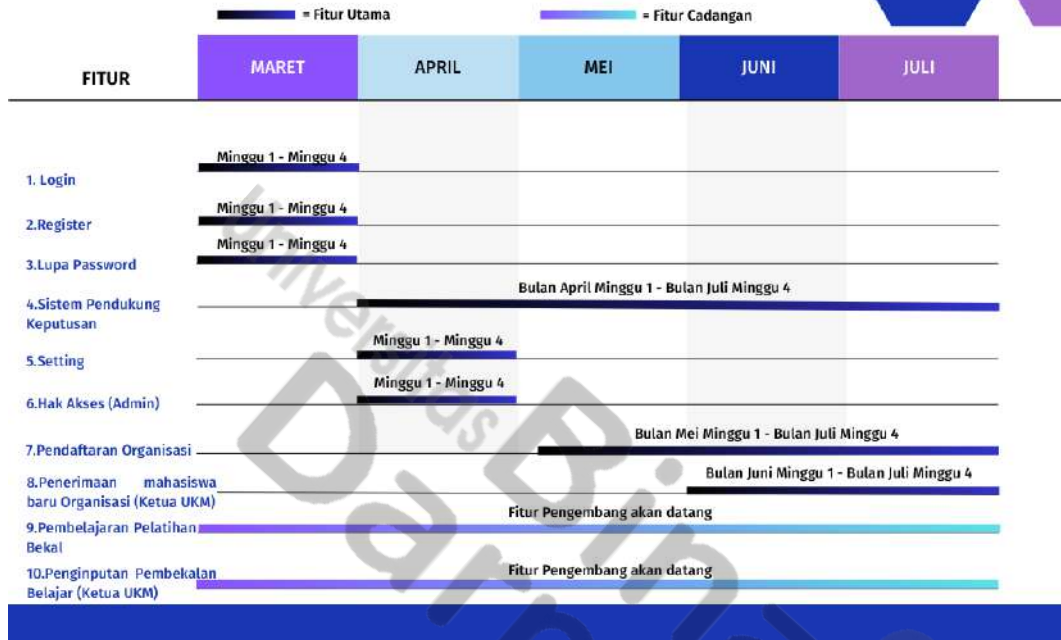 = Fitur Utama
= Fitur Cadangan
FITUR
MARET
APRIL
MEI
JUNI
JULI
Minggu 1 - Minggu 4
1. Login
Minggu 1 - Minggu 4
2.Register
Minggu 1 - Minggu 4
3.Lupa Password
Bulan April Minggu 1 - Bulan Juli Minggu 4
4.Sistem Pendukung
Keputusan
Minggu 1 - Minggu 4
5.Setting
Minggu 1 - Minggu 4
6.Hak Akses (Admin)
Bulan Mei Minggu 1 - Bulan Juli Minggu 4
7.Pendaftaran Organisasi
Bulan Juni Minggu 1 - Bulan Juli Minggu 4
8.Penerimaan mahasiswa
baru Organisasi (Ketua UKM)
Fitur Pengembang akan datang
9.Pembelajaran Pelatihan
Bekal
Fitur Pengembang akan datang
10.Penginputan Pembekalan
Belajar (Ketua UKM)
Universitas
Bin
Dar